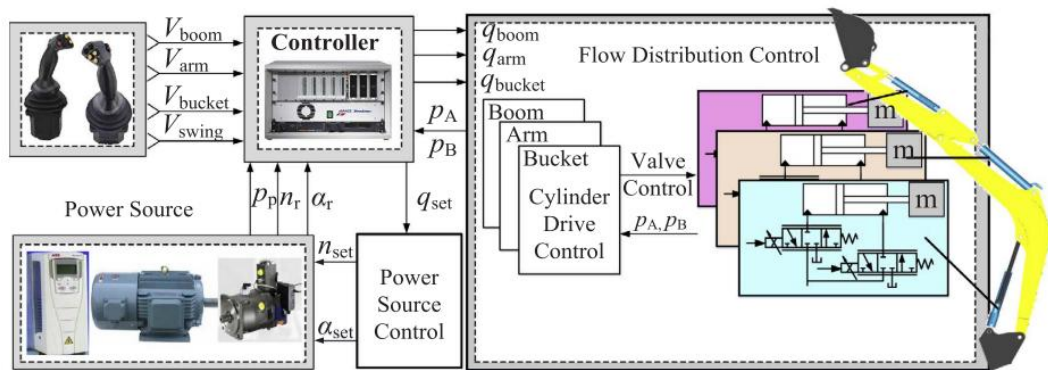 V_boom
V_arm
V_bucket
V_swing
Controller
q_boom
q_arm
q_bucket
p_A
p_B
Flow Distribution Control
Boom
Arm
Bucket
Cylinder
Drive
Control
Valve
Control
p_A, p_B
m
m
m
Power Source
p_p
n_r
α_r
q_set
n_set
α_set
Power
Source
Control